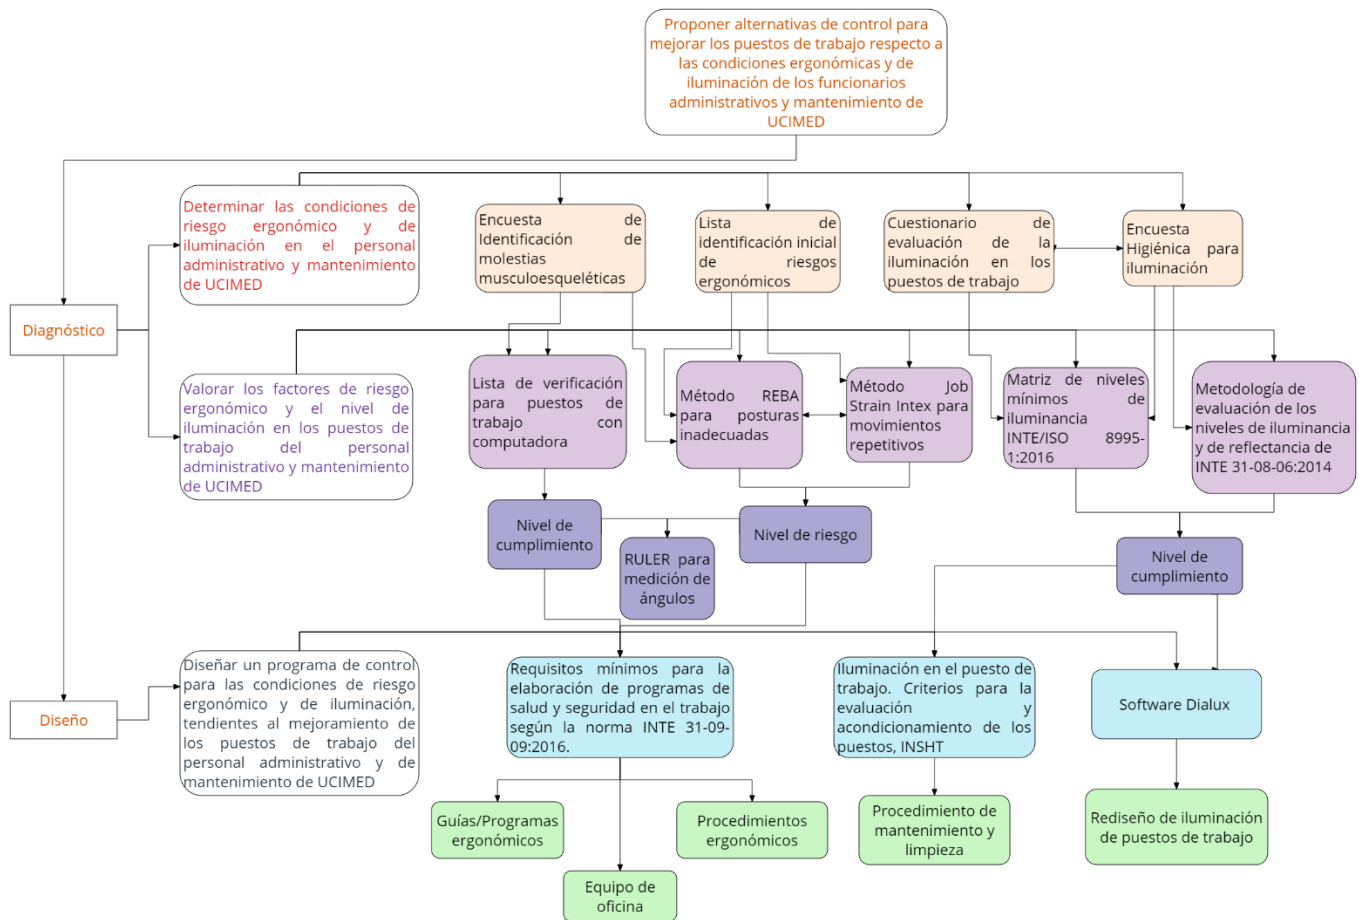 Proponer alternativas de control para
mejorar los puestos de trabajo respecto a
las condiciones ergonómicas y de
iluminación de los funcionarios
administrativos y mantenimiento de
UCIMED
Determinar las condiciones de
riesgo ergonómico y de
iluminación en el personal
administrativo y mantenimiento
de UCIMED
Encuesta de
Identificación de
molestias
musculoesqueléticas
Lista de
identificación inicial
de riesgos
ergonómicos
Cuestionario de
evaluación de la
iluminación en los
puestos de trabajo
Encuesta
Higiénica para
iluminación
Diagnóstico
Valorar los factores de riesgo
ergonómico y el nivel de
iluminación en los puestos de
trabajo del personal
administrativo y mantenimiento
de UCIMED
Lista de verificación
para puestos de
trabajo con
computadora
Método REBA
para posturas
inadecuadas
Método Job
Strain Intex para
movimientos
repetitivos
Matriz de niveles
mínimos de
iluminancia
INTE/ISO 8995-
1:2016
Metodología de
evaluación de los
niveles de iluminancia
y de reflectancia de
INTE 31-08-06:2014
Nivel de
cumplimiento
RULER para
medición de
ángulos
Nivel de riesgo
Nivel de
cumplimiento
Diseño
Diseñar un programa de control
para las condiciones de riesgo
ergonómico y de iluminación,
tendientes al mejoramiento de
los puestos de trabajo del
personal administrativo y de
mantenimiento de UCIMED
Requisitos mínimos para la
elaboración de programas de
salud y seguridad en el trabajo
según la norma INTE 31-09-
09:2016.
Iluminación en el puesto de
trabajo. Criterios para la
evaluación y
acondicionamiento de los
puestos, INSHT
Software Dialux
Guías/Programas
ergonómicos
Equipo de
oficina
Procedimientos
ergonómicos
Procedimiento de
mantenimiento y
limpieza
Rediseño de iluminación
de puestos de trabajo